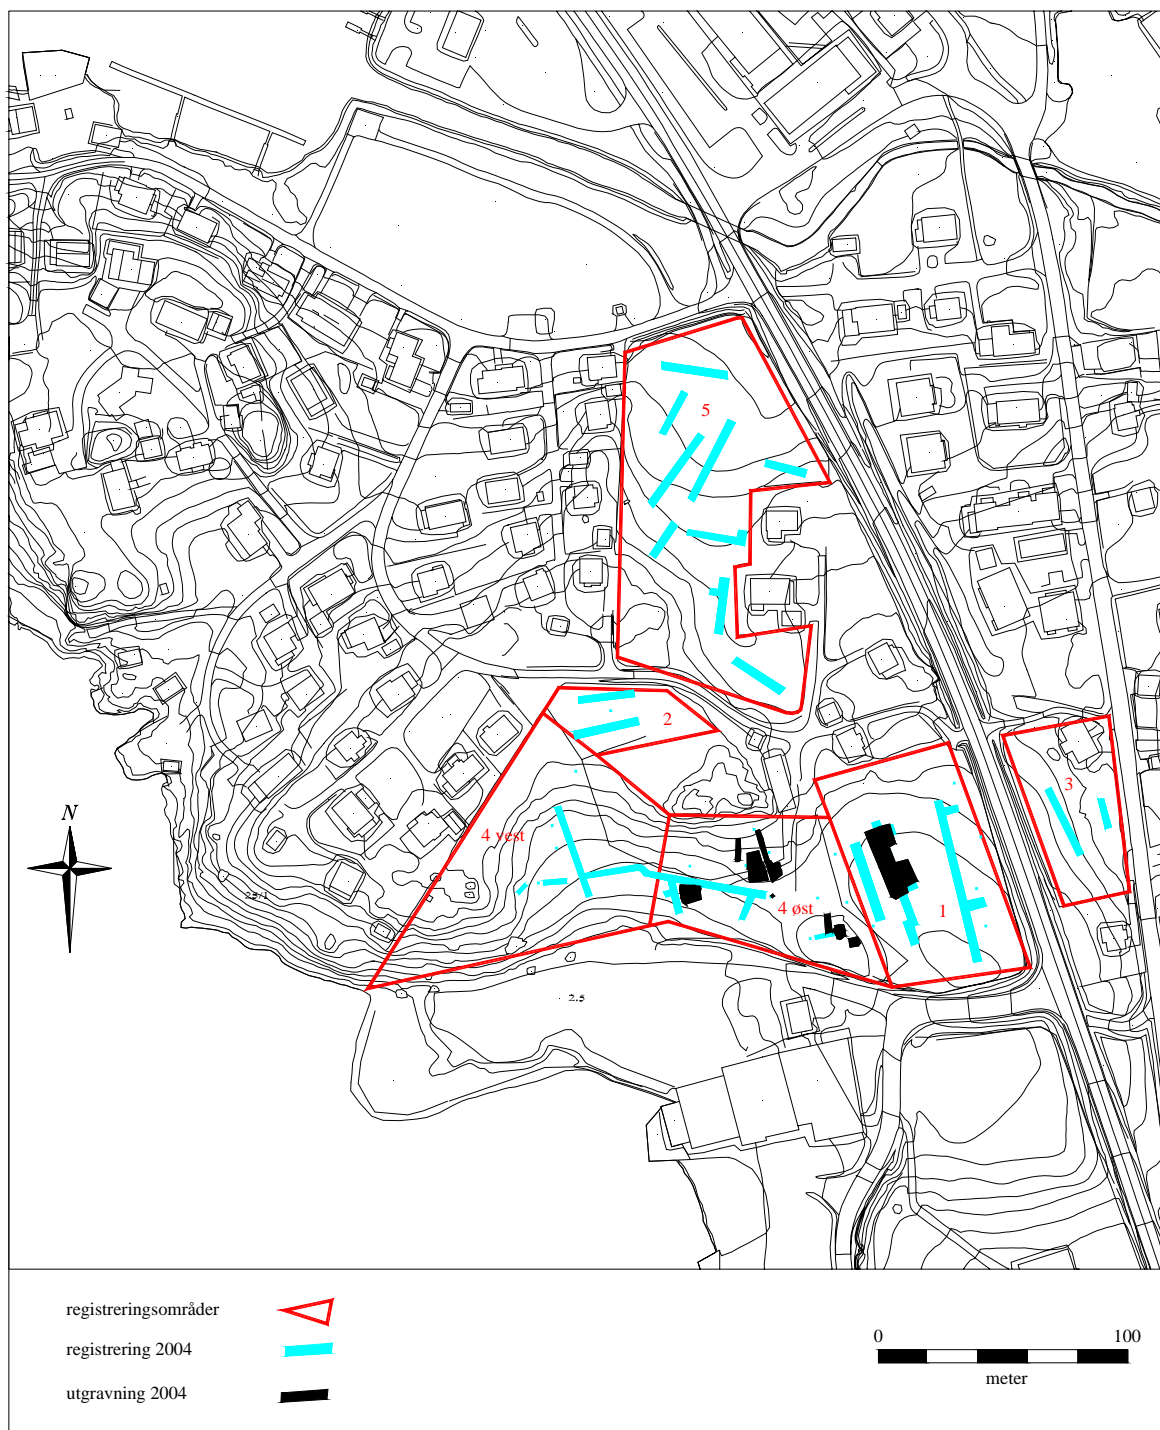 5
2
3
N
4 vest
4 øst
1
2.5
registreringsområder
registrering 2004
utgravning 2004
0 100
meter